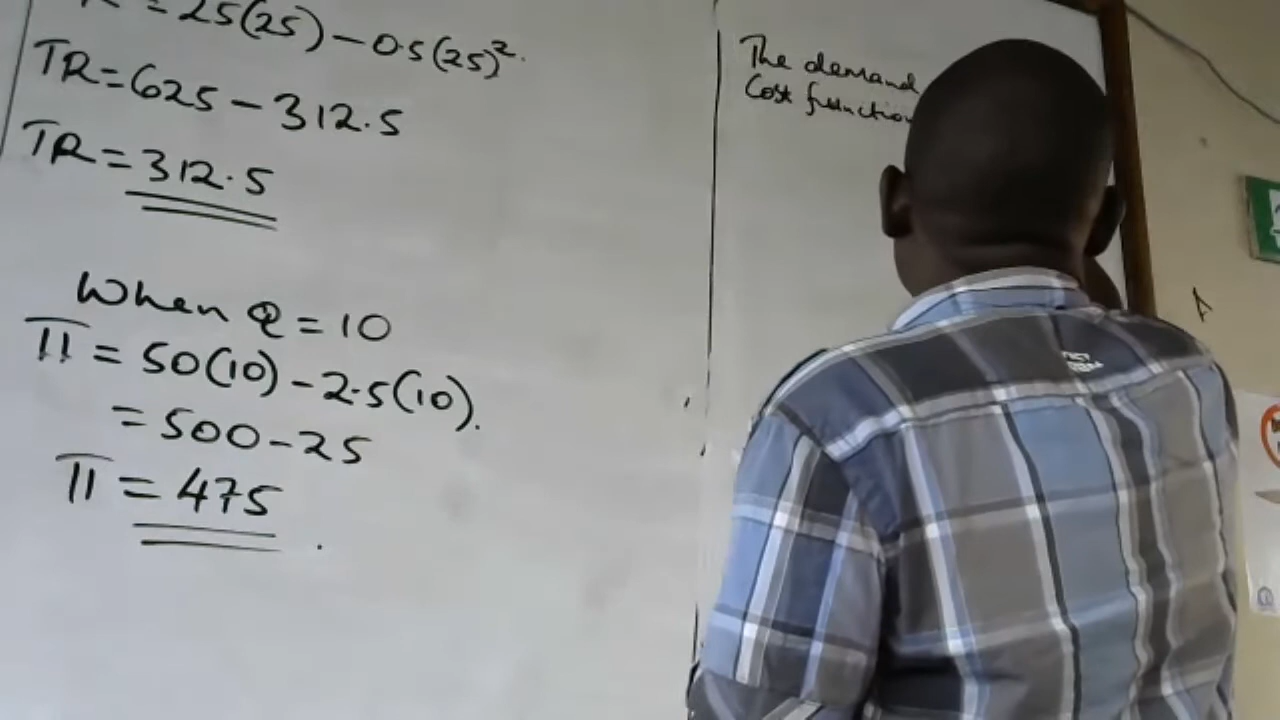 = 25(25) - 0.5(25)².
TR = 625 - 312.5
TR = 312.5
When Q = 10
Π = 50(10) - 2.5(10).
= 500 - 25
Π = 475
The demand
Cost function
A